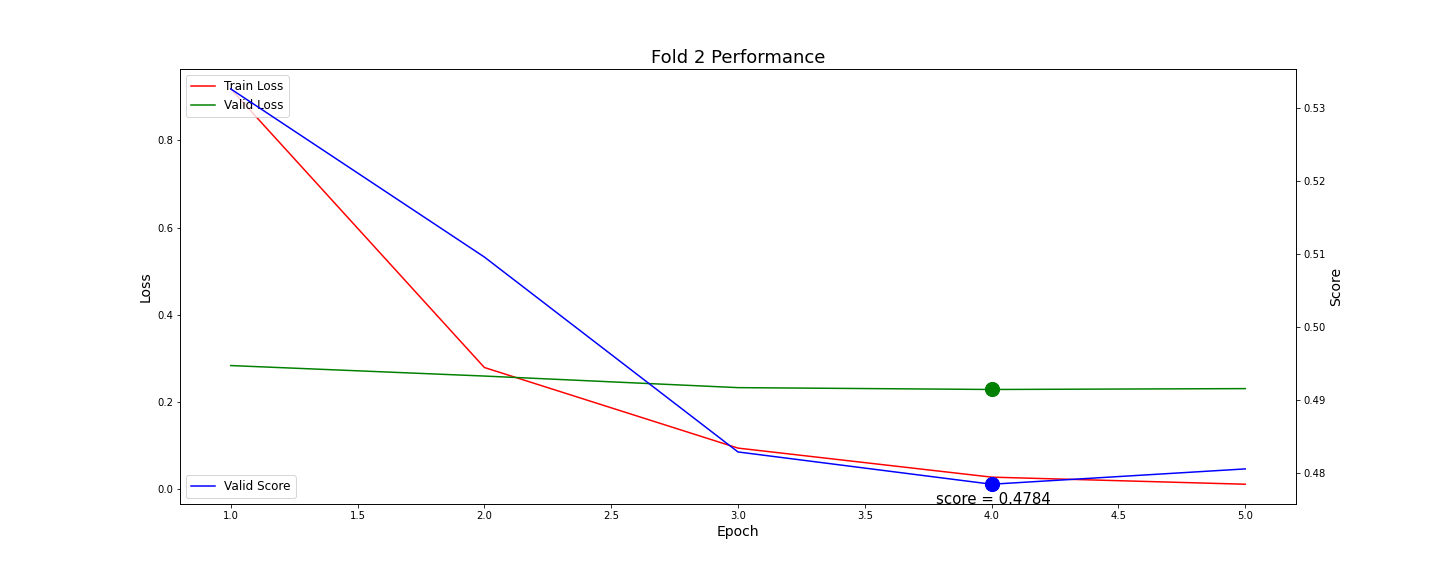 Fold 2 Performance
Train Loss
Valid Loss
Valid Score
0.8
0.6
0.4
0.2
0.0
Loss
0.53
0.52
0.51
0.50
0.49
0.48
Score
score = 0.4784
1.0 1.5 2.0 2.5 3.0 3.5 4.0 4.5 5.0
Epoch